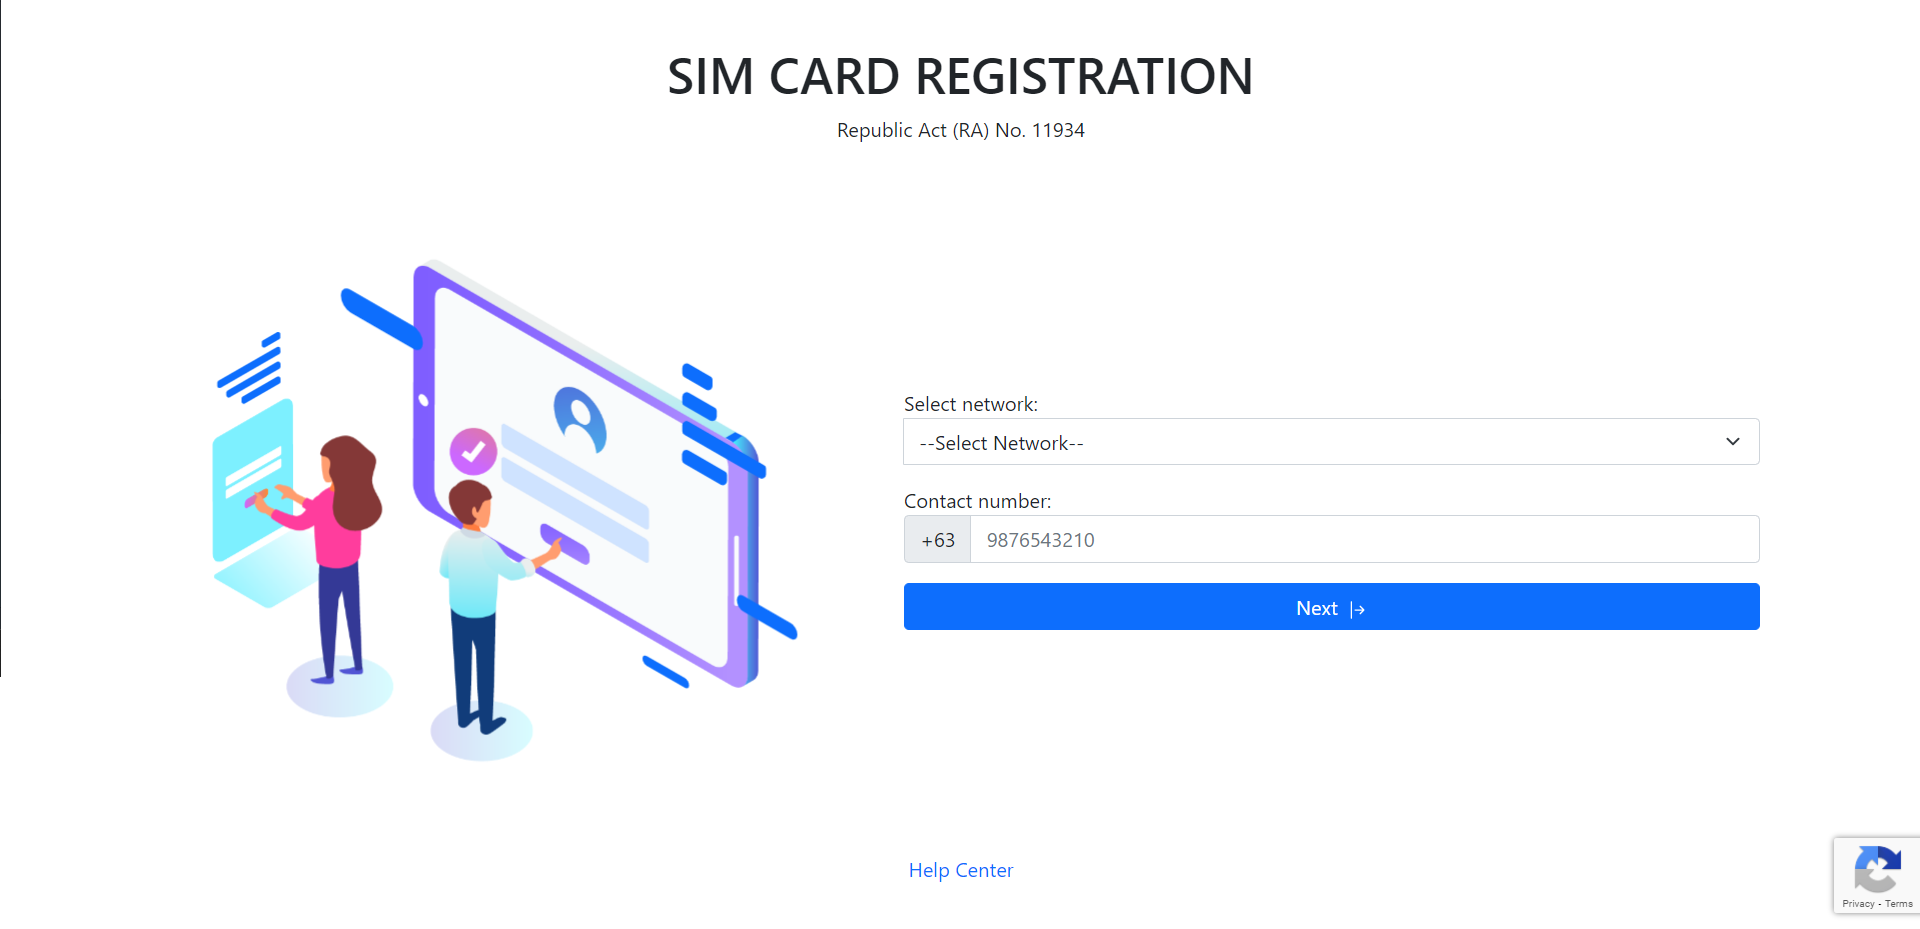 SIM CARD REGISTRATION
Republic Act (RA) No. 11934
Select network:
--Select Network--
Contact number:
+63 9876543210
Next
Help Center
Privacy - Terms